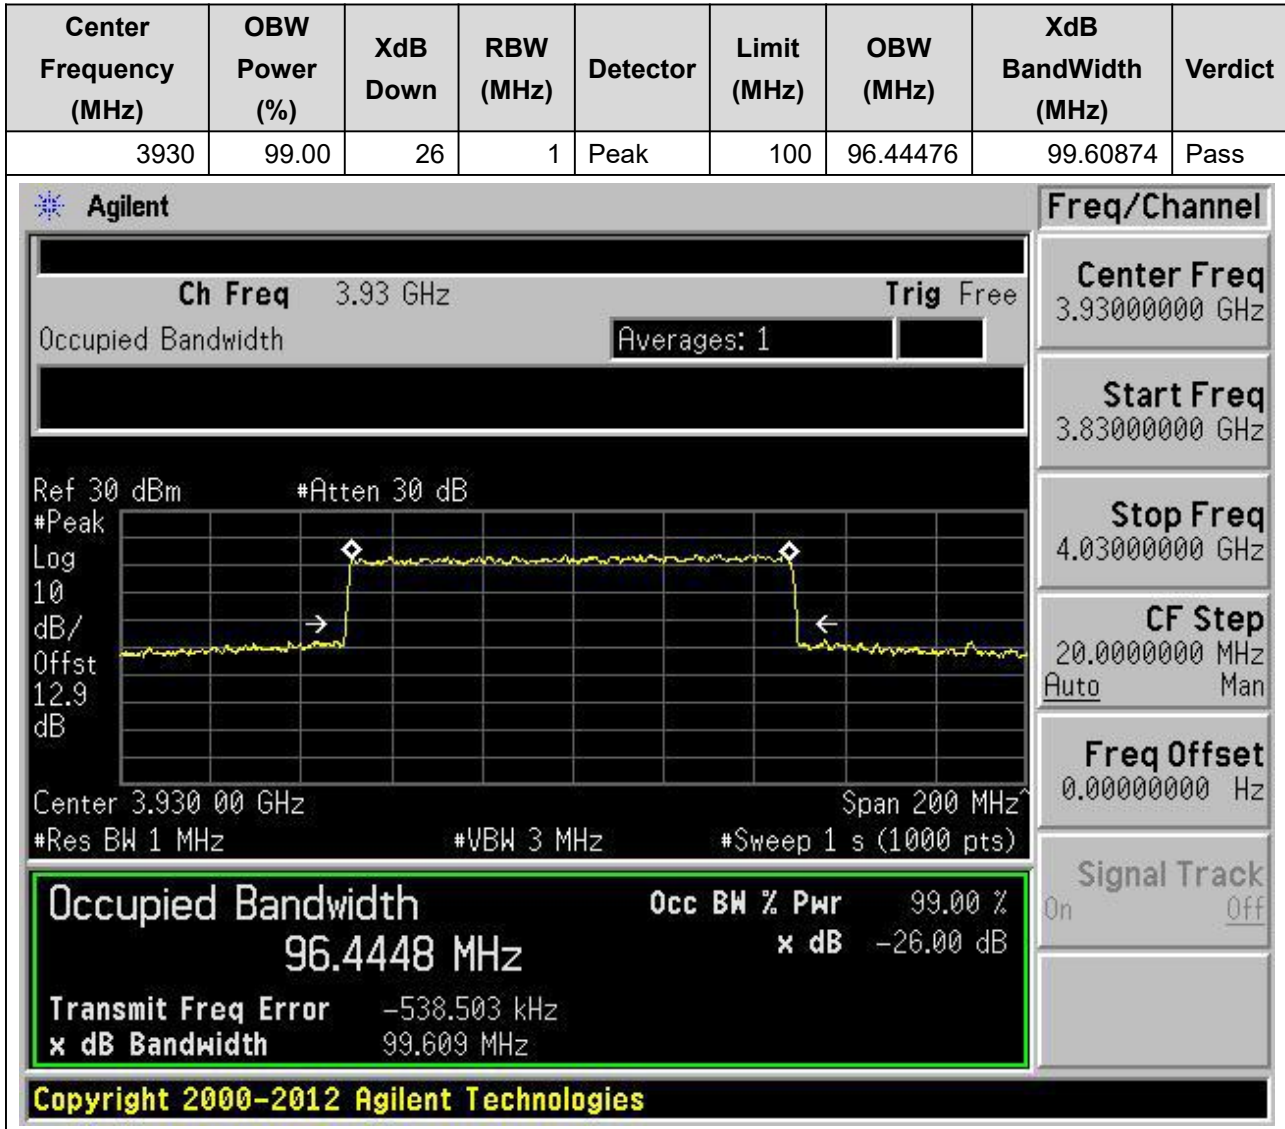 Center Frequency (MHz) OBW Power (%) XdB Down RBW (MHz) Detector Limit (MHz) OBW (MHz) XdB BandWidth (MHz) Verdict
3930 99.00 26 1 Peak 100 96.44476 99.60874 Pass
Agilent
Freq/Channel
Ch Freq 3.93 GHz Trig Free
Occupied Bandwidth Averages: 1
Ref 30 dBm #Atten 30 dB
#Peak
Log
10
dB/
Offst
12.9
dB
Center 3.930 00 GHz Span 200 MHz^
#Res BW 1 MHz #VBW 3 MHz #Sweep 1 s (1000 pts)
Occupied Bandwidth Occ BW % Pwr 99.00 %
96.4448 MHz x dB -26.00 dB
Transmit Freq Error -538.503 kHz
x dB Bandwidth 99.609 MHz
Center Freq
3.93000000 GHz
Start Freq
3.83000000 GHz
Stop Freq
4.03000000 GHz
CF Step
20.0000000 MHz
Auto Man
Freq Offset
0.00000000 Hz
Signal Track
On Off
Copyright 2000-2012 Agilent Technologies